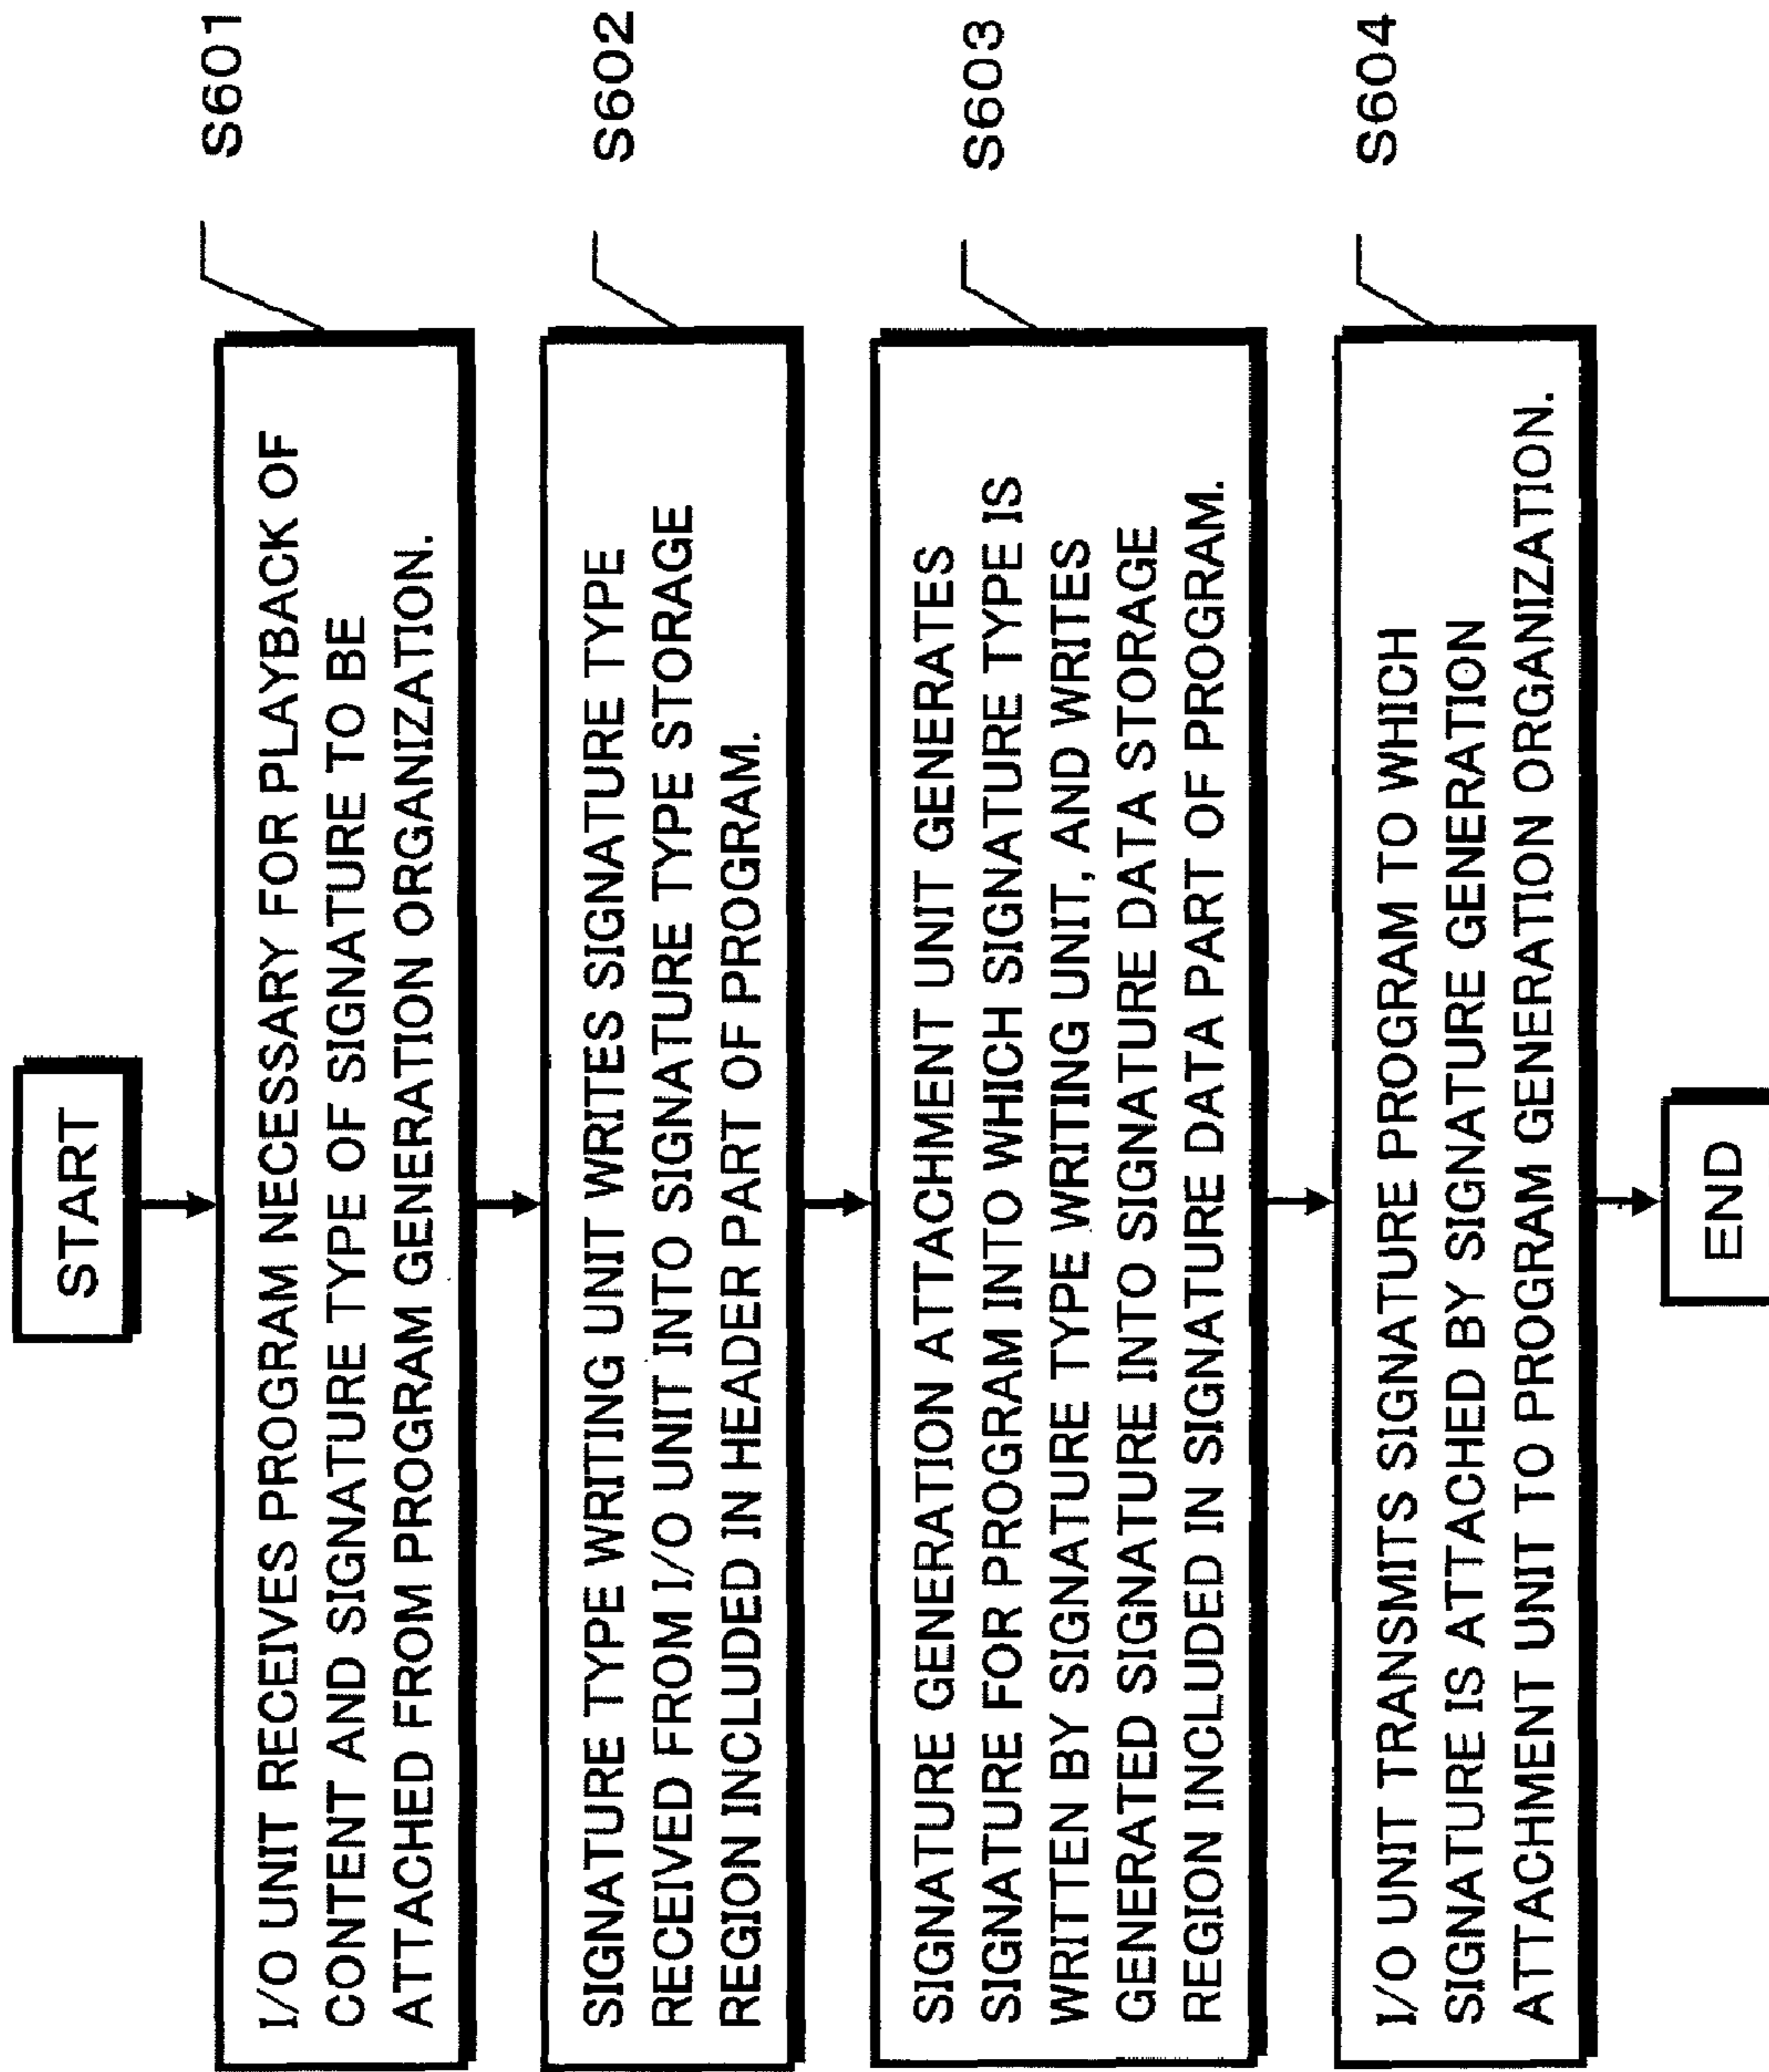 START
I/O UNIT RECEIVES PROGRAM NECESSARY FOR PLAYBACK OF
CONTENT AND SIGNATURE TYPE OF SIGNATURE TO BE
ATTACHED FROM PROGRAM GENERATION ORGANIZATION.
S601
SIGNATURE TYPE WRITING UNIT WRITES SIGNATURE TYPE
RECEIVED FROM I/O UNIT INTO SIGNATURE TYPE STORAGE
REGION INCLUDED IN HEADER PART OF PROGRAM.
S602
SIGNATURE GENERATION ATTACHMENT UNIT GENERATES
SIGNATURE FOR PROGRAM INTO WHICH SIGNATURE TYPE IS
WRITTEN BY SIGNATURE TYPE WRITING UNIT, AND WRITES
GENERATED SIGNATURE INTO SIGNATURE DATA STORAGE
REGION INCLUDED IN SIGNATURE DATA PART OF PROGRAM.
S603
I/O UNIT TRANSMITS SIGNATURE PROGRAM TO WHICH
SIGNATURE IS ATTACHED BY SIGNATURE GENERATION
ATTACHMENT UNIT TO PROGRAM GENERATION ORGANIZATION.
S604
END